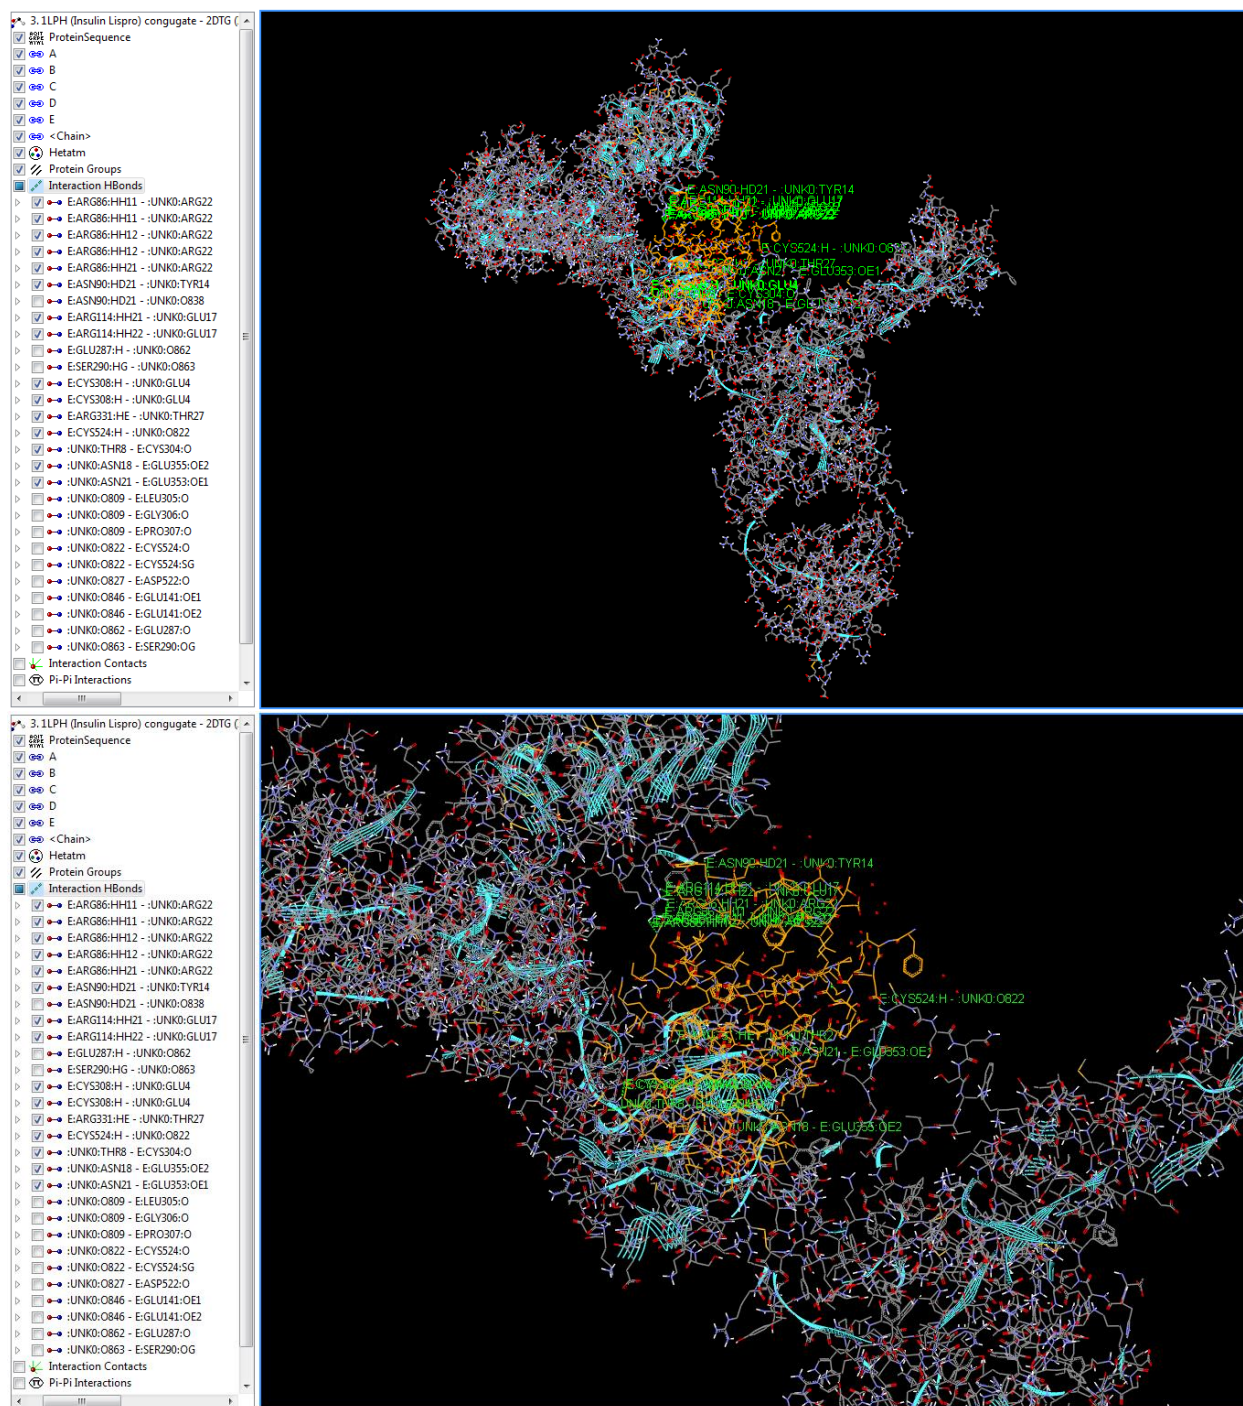 3. 1LPH (Insulin Lispro) congugate - 2DTG (
ProteinSequence
A
B
C
D
E
<Chain>
Hetatm
Protein Groups
Interaction HBonds
E:ARG86:HH11 - :UNK0:ARG22
E:ARG86:HH11 - :UNK0:ARG22
E:ARG86:HH12 - :UNK0:ARG22
E:ARG86:HH12 - :UNK0:ARG22
E:ARG86:HH21 - :UNK0:ARG22
E:ASN90:HD21 - :UNK0:TYR14
E:ASN90:HD21 - :UNK0:O838
E:ARG114:HH21 - :UNK0:GLU17
E:ARG114:HH22 - :UNK0:GLU17
E:GLU287:H - :UNK0:O862
E:SER290:HG - :UNK0:O863
E:CYS308:H - :UNK0:GLU4
E:CYS308:H - :UNK0:GLU4
E:ARG331:HE - :UNK0:THR27
E:CYS524:H - :UNK0:O822
:UNK0:THR8 - E:CYS304:O
:UNK0:ASN18 - E:GLU355:OE2
:UNK0:ASN21 - E:GLU353:OE1
:UNK0:O809 - E:LEU305:O
:UNK0:O809 - E:GLY306:O
:UNK0:O809 - E:PRO307:O
:UNK0:O822 - E:CYS524:O
:UNK0:O822 - E:CYS524:SG
:UNK0:O827 - E:ASP522:O
:UNK0:O846 - E:GLU141:OE1
:UNK0:O846 - E:GLU141:OE2
:UNK0:O862 - E:GLU287:O
:UNK0:O863 - E:SER290:OG
Interaction Contacts
Pi-Pi Interactions
E:ASN90:HD21 - :UNK0:TYR14
3. 1LPH (Insulin Lispro) congugate - 2DTG (
ProteinSequence
A
B
C
D
E
<Chain>
Hetatm
Protein Groups
Interaction HBonds
E:ARG86:HH11 - :UNK0:ARG22
E:ARG86:HH11 - :UNK0:ARG22
E:ARG86:HH12 - :UNK0:ARG22
E:ARG86:HH12 - :UNK0:ARG22
E:ARG86:HH21 - :UNK0:ARG22
E:ASN90:HD21 - :UNK0:TYR14
E:ASN90:HD21 - :UNK0:O838
E:ARG114:HH21 - :UNK0:GLU17
E:ARG114:HH22 - :UNK0:GLU17
E:GLU287:H - :UNK0:O862
E:SER290:HG - :UNK0:O863
E:CYS308:H - :UNK0:GLU4
E:CYS308:H - :UNK0:GLU4
E:ARG331:HE - :UNK0:THR27
E:CYS524:H - :UNK0:O822
:UNK0:THR8 - E:CYS304:O
:UNK0:ASN18 - E:GLU355:OE2
:UNK0:ASN21 - E:GLU353:OE1
:UNK0:O809 - E:LEU305:O
:UNK0:O809 - E:GLY306:O
:UNK0:O809 - E:PRO307:O
:UNK0:O822 - E:CYS524:O
:UNK0:O822 - E:CYS524:SG
:UNK0:O827 - E:ASP522:O
:UNK0:O846 - E:GLU141:OE1
:UNK0:O846 - E:GLU141:OE2
:UNK0:O862 - E:GLU287:O
:UNK0:O863 - E:SER290:OG
Interaction Contacts
Pi-Pi Interactions
E:ASN90:HD21 - :UNK0:TYR14
E:CYS524:H - :UNK0:O822